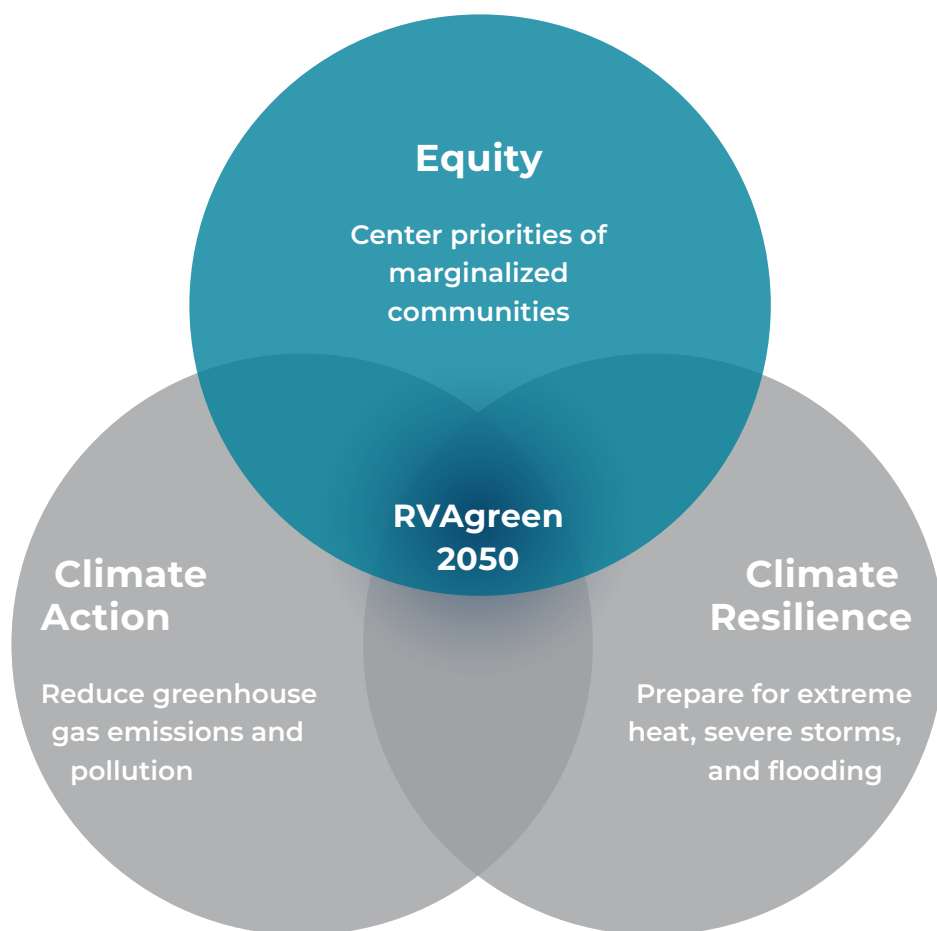 Equity
Center priorities of
marginalized
communities
RVAgreen
2050
Climate
Action
Reduce greenhouse
gas emissions and
pollution
Climate
Resilience
Prepare for extreme
heat, severe storms,
and flooding